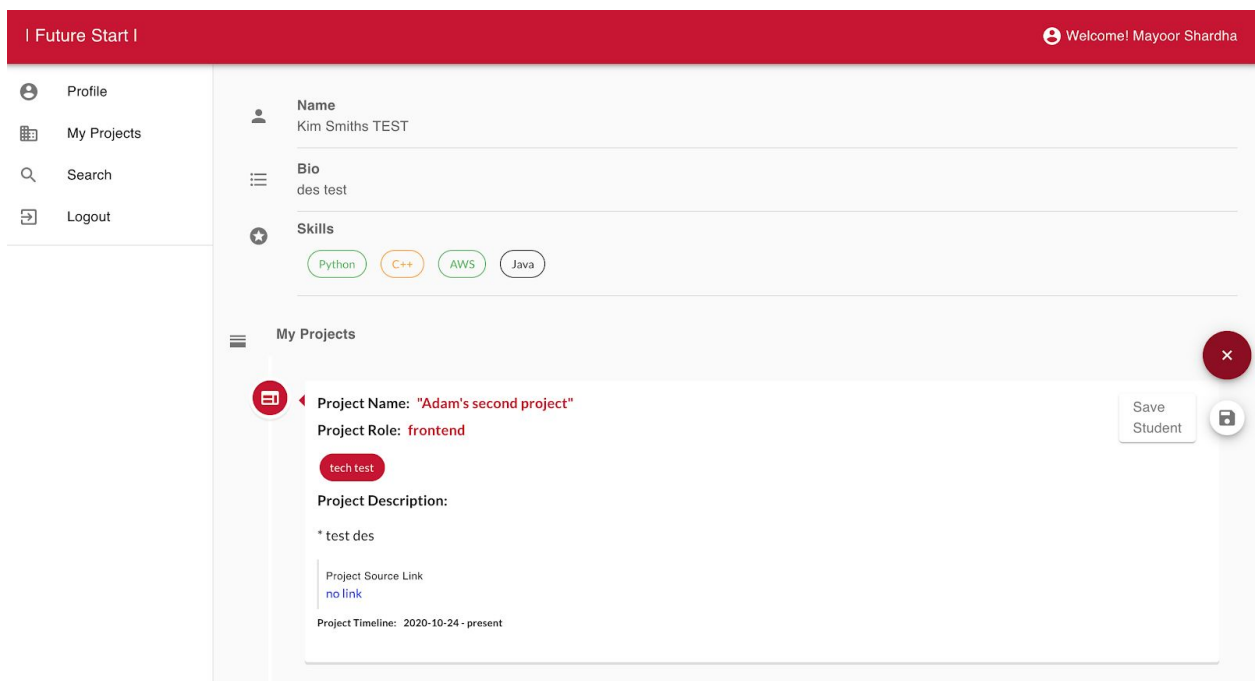 | Future Start |
Welcome! Mayoor Shardha
Profile
My Projects
Search
Logout
Name
Kim Smiths TEST
Bio
des test
Skills
Python C++ AWS Java
My Projects
Project Name: "Adam's second project"
Project Role: frontend
tech test
Project Description:
* test des
Project Source Link
no link
Project Timeline: 2020-10-24 - present
Save
Student